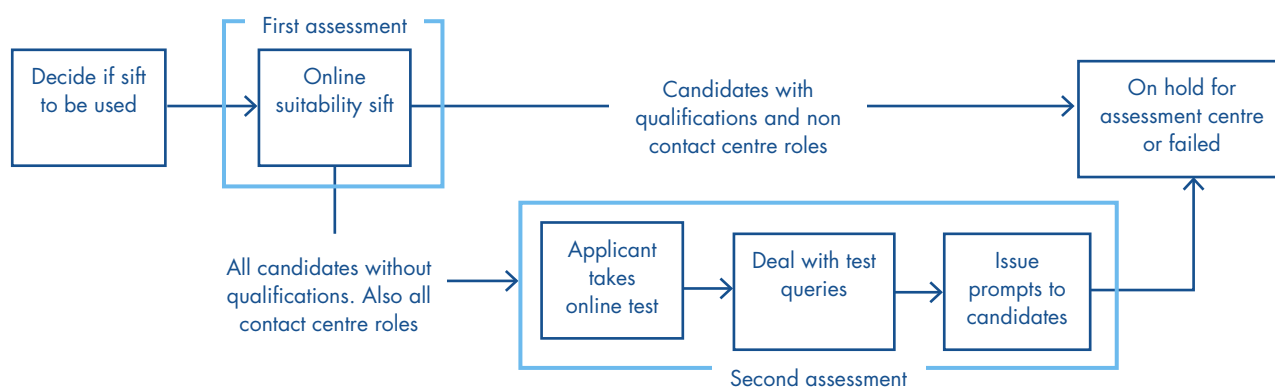 First assessment
Decide if sift
to be used
Online
suitability sift
Candidates with
qualifications and non
contact centre roles
On hold for
assessment centre
or failed
All candidates without
qualifications. Also all
contact centre roles
Applicant
takes
online test
Deal with test
queries
Issue
prompts to
candidates
Second assessment